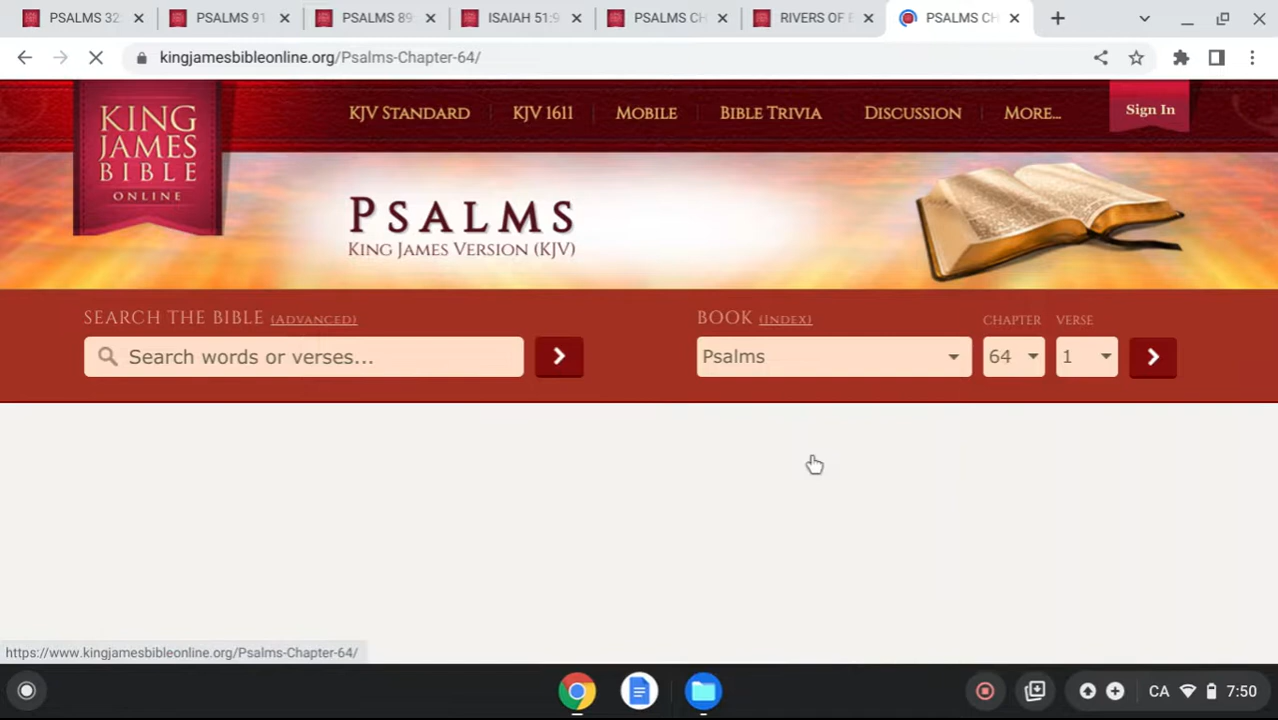 PSALMS 32
PSALMS 91
PSALMS 89
ISAIAH 51:9
PSALMS CH
RIVERS OF
PSALMS CH
kingjamesbibleonline.org/Psalms-Chapter-64/
KING
JAMES
BIBLE
ONLINE
KJV STANDARD
KJV 1611
MOBILE
BIBLE TRIVIA
DISCUSSION
MORE...
Sign In
PSALMS
KING JAMES VERSION (KJV)
SEARCH THE BIBLE (ADVANCED)
BOOK (INDEX)
CHAPTER
VERSE
Search words or verses...
Psalms
64
1
https://www.kingjamesbibleonline.org/Psalms-Chapter-64/
CA
7:50